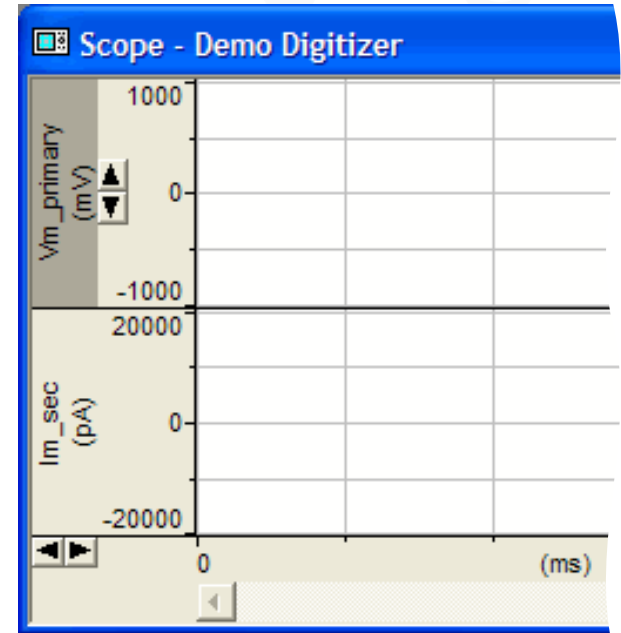 Scope - Demo Digitizer
Vm_primary
(mV)
1000
0
-1000
Im_sec
(pA)
20000
0
-20000
0
(ms)